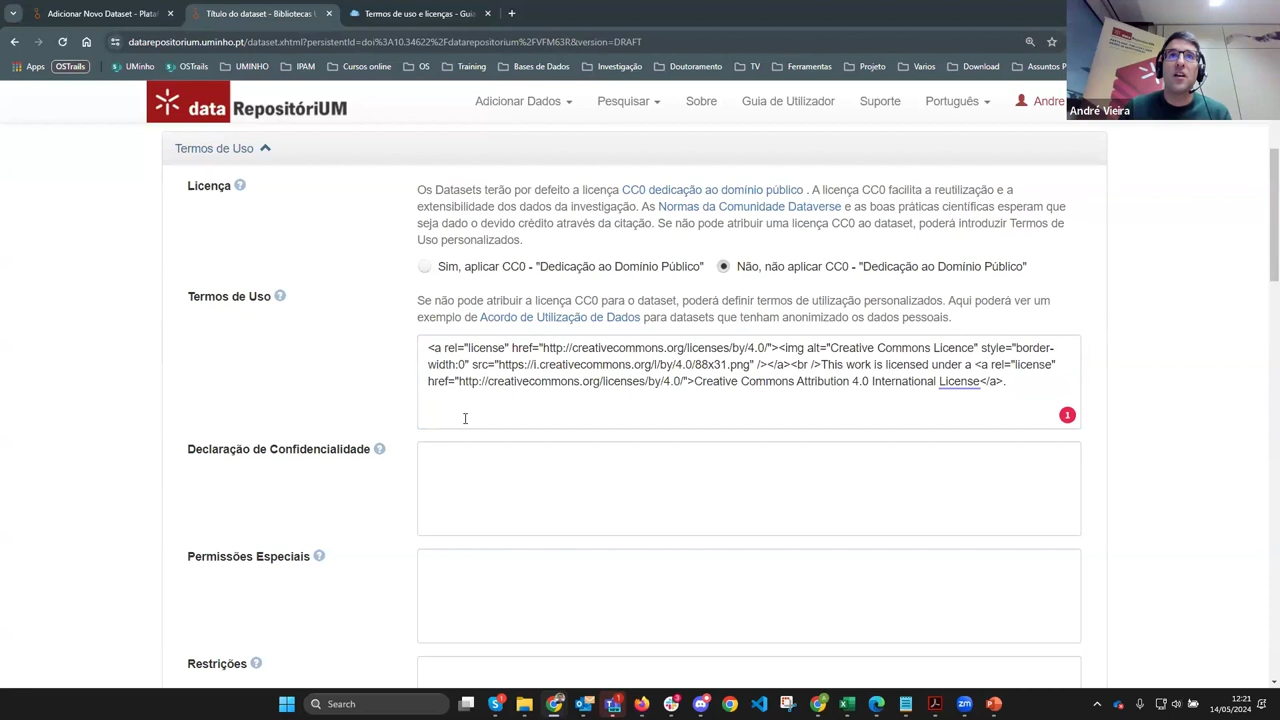 Adicionar Novo Dataset - Plata
Título do dataset - Bibliotecas U
Termos de uso e licenças - Guia
datarepositorium.uminho.pt/dataset.xhtml?persistentId=doi%3A10.34622%2Fdatarepositorium%2FVFM63R&version=DRAFT
Apps OSTrails UMinho OSTrails UMINHO IPAM Cursos online OS Training Bases de Dados Investigação Doutoramento TV Ferramentas Projeto Varios Download Assuntos P
André Vieira
data RepositóriUM
Adicionar Dados Pesquisar Sobre Guia de Utilizador Suporte Português Andre
Termos de Uso
Licença
Os Datasets terão por defeito a licença CC0 dedicação ao domínio público . A licença CC0 facilita a reutilização e a
extensibilidade dos dados da investigação. As Normas da Comunidade Dataverse e as boas práticas científicas esperam que
seja dado o devido crédito através da citação. Se não pode atribuir uma licença CC0 ao dataset, poderá introduzir Termos de
Uso personalizados.
Sim, aplicar CC0 - "Dedicação ao Domínio Público" Não, não aplicar CC0 - "Dedicação ao Domínio Público"
Termos de Uso
Se não pode atribuir a licença CC0 para o dataset, poderá definir termos de utilização personalizados. Aqui poderá ver um
exemplo de Acordo de Utilização de Dados para datasets que tenham anonimizado os dados pessoais.
<a rel="license" href="http://creativecommons.org/licenses/by/4.0/"><img alt="Creative Commons Licence" style="border-
width:0" src="https://i.creativecommons.org/l/by/4.0/88x31.png" /></a><br />This work is licensed under a <a rel="license"
href="http://creativecommons.org/licenses/by/4.0/">Creative Commons Attribution 4.0 International License</a>.
1
Declaração de Confidencialidade
Permissões Especiais
Restrições
Search
12:21
14/05/2024